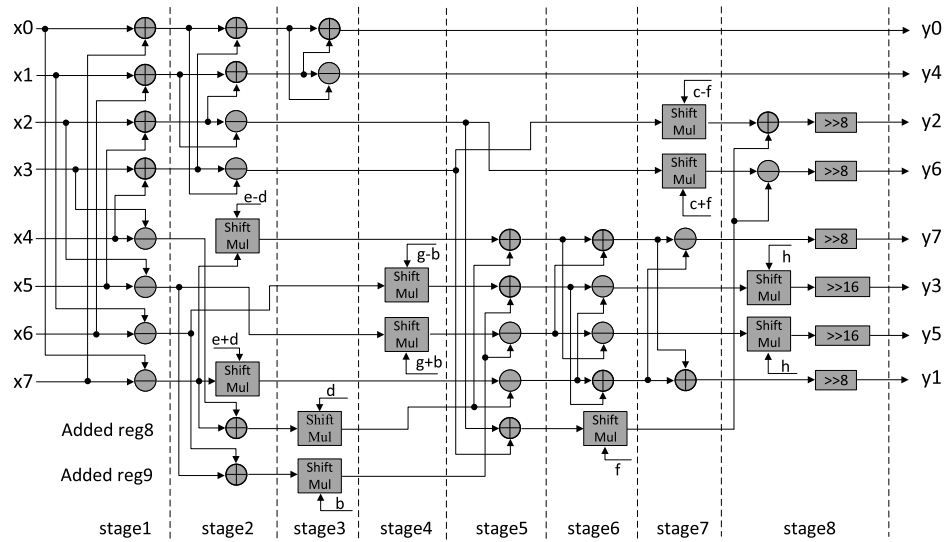 x0 y0
x1 y4
c-f
x2 Shift Mul >>8 y2
x3 Shift Mul >>8 y6
e-d c+f
x4 Shift Mul >>8 y7
g-b h
x5 Shift Mul Shift Mul >>16 y3
x6 Shift Mul Shift Mul >>16 y5
e+d g+b h
x7 Shift Mul >>8 y1
d
Added reg8 Shift Mul Shift Mul
f
Added reg9 Shift Mul
b
stage1 stage2 stage3 stage4 stage5 stage6 stage7 stage8